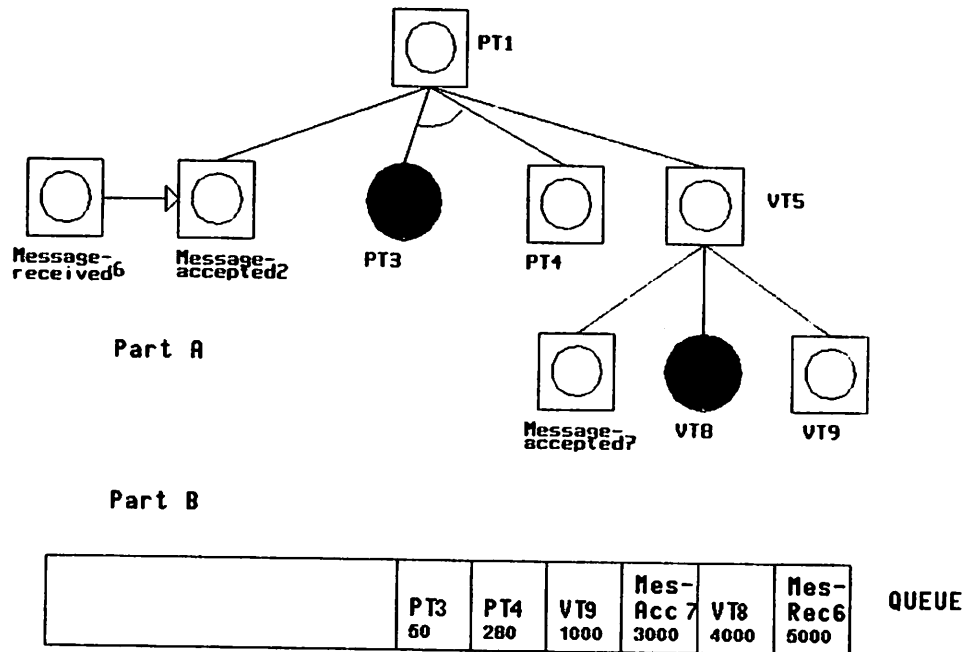 PT1
VT5
Message-
received6
Message-
accepted2
PT3
PT4
Part A
Message-
accepted7
VT8
VT9
Part B
PT3
50
PT4
280
VT9
1000
Mes-
Acc 7
3000
VT8
4000
Mes-
Rec6
5000
QUEUE